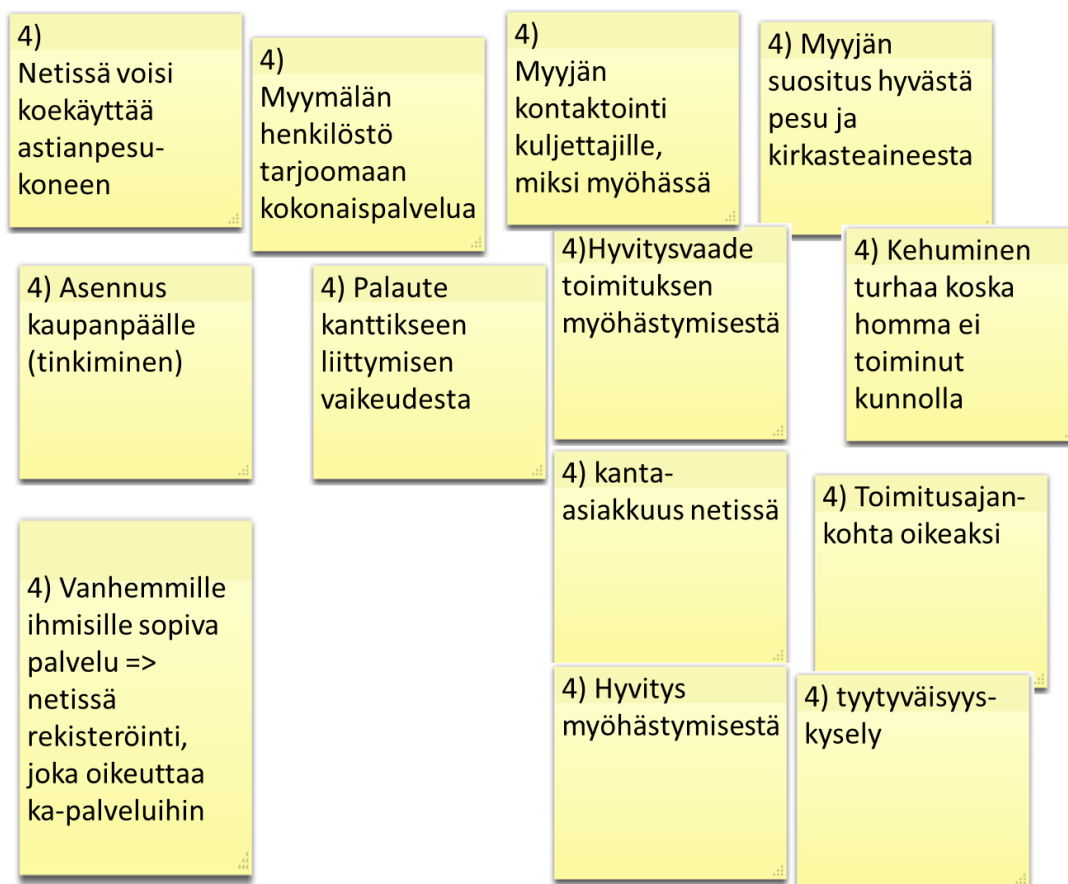 4)
Netissä voisi
koekäyttää
astianpesu-
koneen
4)
Myymälän
henkilöstö
tarjoomaan
kokonaispalvelua
4)
Myyjän
kontaktointi
kuljettajille,
miksi myöhässä
4) Myyjän
suositus hyvästä
pesu ja
kirkasteaineesta
4) Asennus
kaupanpäälle
(tinkiminen)
4) Palaute
kanttikseen
liittymisen
vaikeudesta
4)Hyvitysvaade
toimituksen
myöhästymisestä
4) Kehuminen
turhaa koska
homma ei
toiminut
kunnolla
4) kanta-
asiakkuus netissä
4) Toimitusajan-
kohta oikeaksi
4) Vanhemmille
ihmisille sopiva
palvelu =>
netissä
rekisteröinti,
joka oikeuttaa
ka-palveluihin
4) Hyvitys
myöhästymisestä
4) tyytyväisyys-
kysely